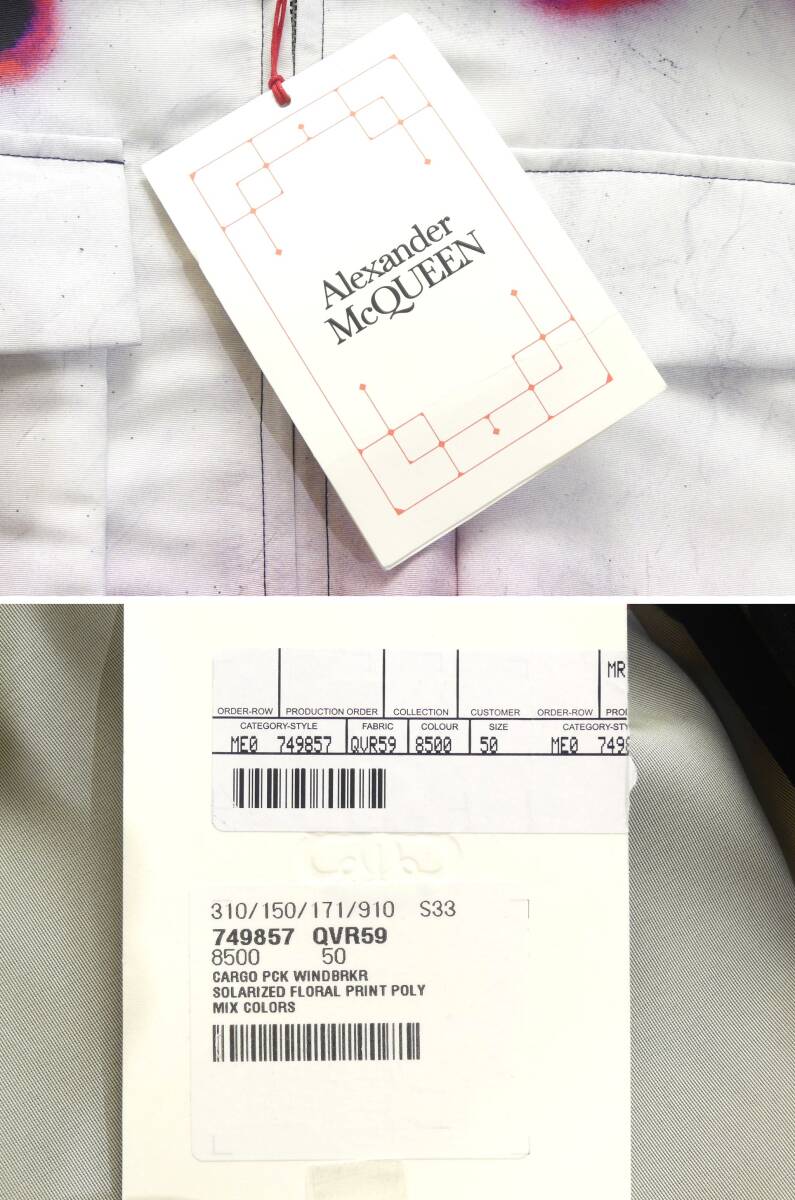 Alexander
McQUEEN
MR
ORDER-ROW PRODUCTION ORDER COLLECTION CUSTOMER ORDER-ROW
CATEGORY-STYLE FABRIC COLOUR SIZE
ME0 749857 QVR59 8500 50 ME0
310/150/171/910 S33
749857 QVR59
8500 50
CARGO PCK WINDBRKR
SOLARIZED FLORAL PRINT POLY
MIX COLORS